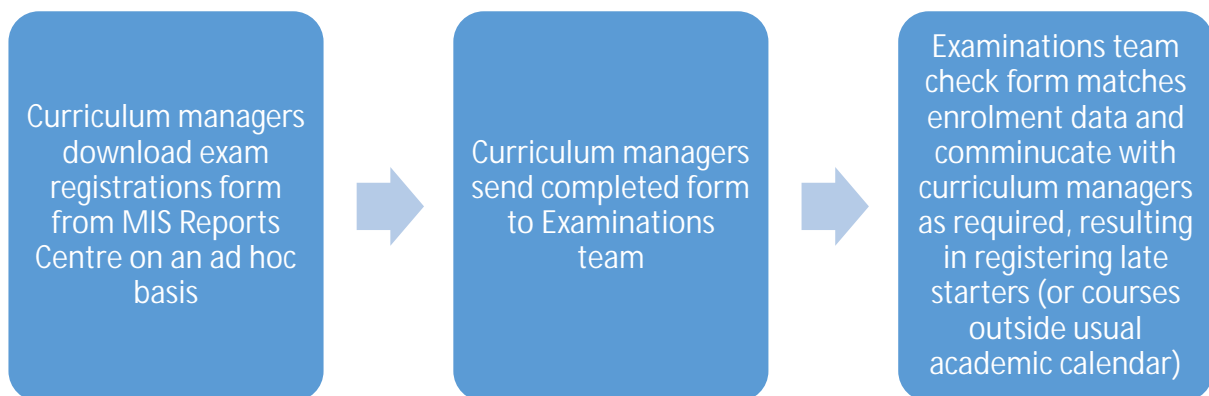 Curriculum managers
download exam
registrations form
from MIS Reports
Centre on an ad hoc
basis
Curriculum managers
send completed form
to Examinations
team
Examinations team
check form matches
enrolment data and
comminucate with
curriculum managers
as required, resulting
in registering late
starters (or courses
outside usual
academic calendar)